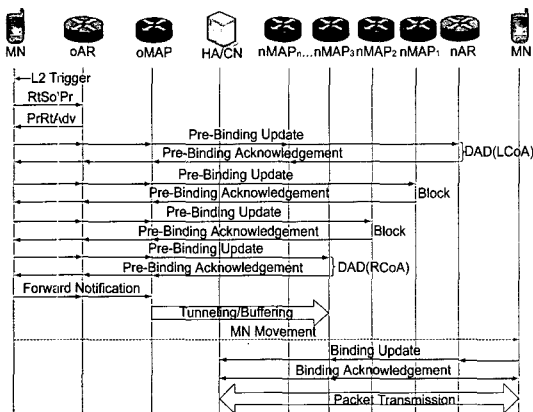 MN oAR oMAP HA/CN nMAPn...nMAP3 nMAP2 nMAP1 nAR MN
L2 Trigger
RtSo'Pr
PrRtAdv
Pre-Binding Update
Pre-Binding Acknowledgement
DAD(LCoA)
Pre-Binding Update
Pre-Binding Acknowledgement
Block
Pre-Binding Update
Pre-Binding Acknowledgement
Block
Pre-Binding Update
Pre-Binding Acknowledgement
DAD(RCoA)
Forward Notification
Tunneling/Buffering
MN Movement
Binding Update
Binding Acknowledgement
Packet Transmission